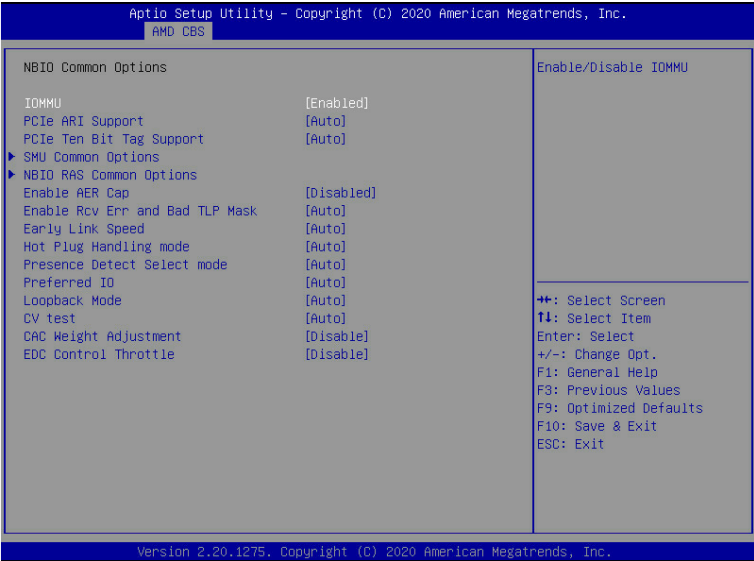 Aptio Setup Utility – Copyright (C) 2020 American Megatrends, Inc.
AMD CBS
NBIO Common Options
IOMMU [Enabled]
PCIe ARI Support [Auto]
PCIe Ten Bit Tag Support [Auto]
SMU Common Options
NBIO RAS Common Options
Enable AER Cap [Disabled]
Enable Rcv Err and Bad TLP Mask [Auto]
Early Link Speed [Auto]
Hot Plug Handling mode [Auto]
Presence Detect Select mode [Auto]
Preferred IO [Auto]
Loopback Mode [Auto]
CV test [Auto]
CAC Weight Adjustment [Disable]
EDC Control Throttle [Disable]
Enable/Disable IOMMU
→←: Select Screen
↑↓: Select Item
Enter: Select
+/-: Change Opt.
F1: General Help
F3: Previous Values
F9: Optimized Defaults
F10: Save & Exit
ESC: Exit
Version 2.20.1275. Copyright (C) 2020 American Megatrends, Inc.